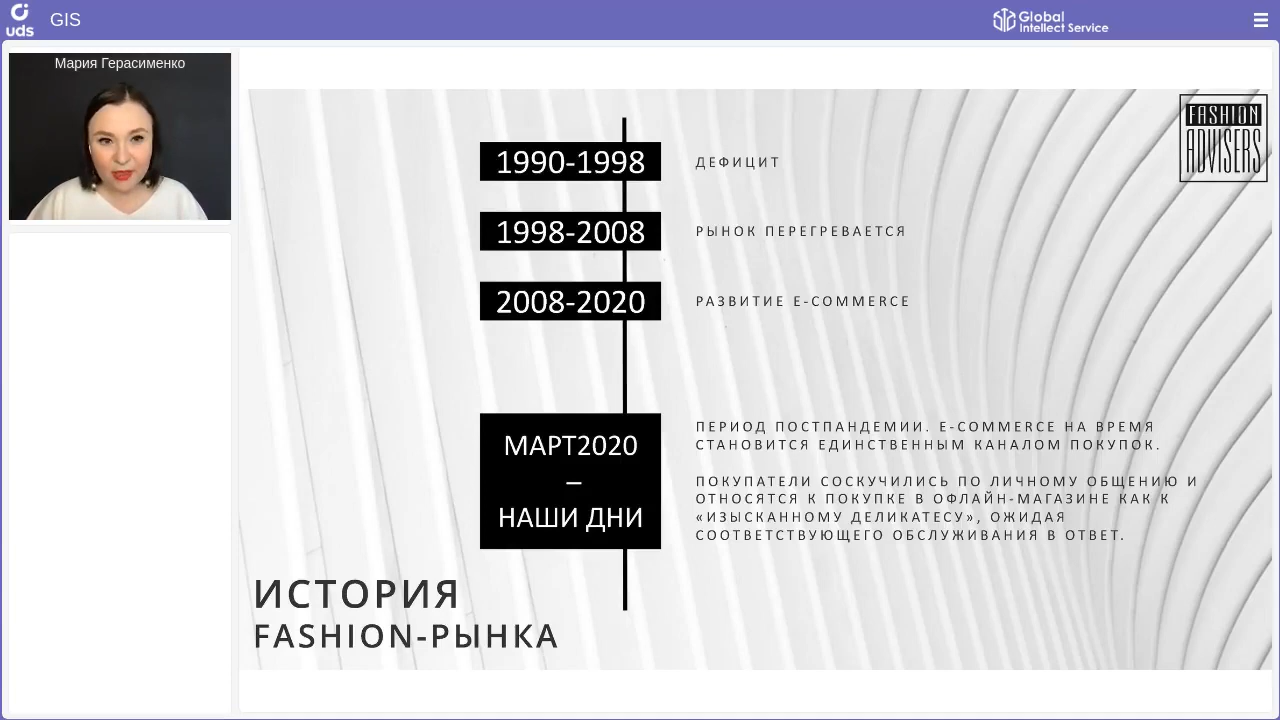 uds
GIS
Global
Intellect Service
Мария Герасименко
FASHION
ADVISERS
1990-1998
ДЕФИЦИТ
1998-2008
РЫНОК ПЕРЕГРЕВАЕТСЯ
2008-2020
РАЗВИТИЕ E-COMMERCE
МАРТ2020
–
НАШИ ДНИ
ПЕРИОД ПОСТПАНДЕМИИ. E-COMMERCE НА ВРЕМЯ
СТАНОВИТСЯ ЕДИНСТВЕННЫМ КАНАЛОМ ПОКУПОК.
ПОКУПАТЕЛИ СОСКУЧИЛИСЬ ПО ЛИЧНОМУ ОБЩЕНИЮ И
ОТНОСЯТСЯ К ПОКУПКЕ В ОФЛАЙН-МАГАЗИНЕ КАК К
«ИЗЫСКАННОМУ ДЕЛИКАТЕСУ», ОЖИДАЯ
СООТВЕТСТВУЮЩЕГО ОБСЛУЖИВАНИЯ В ОТВЕТ.
ИСТОРИЯ
FASHION-РЫНКА